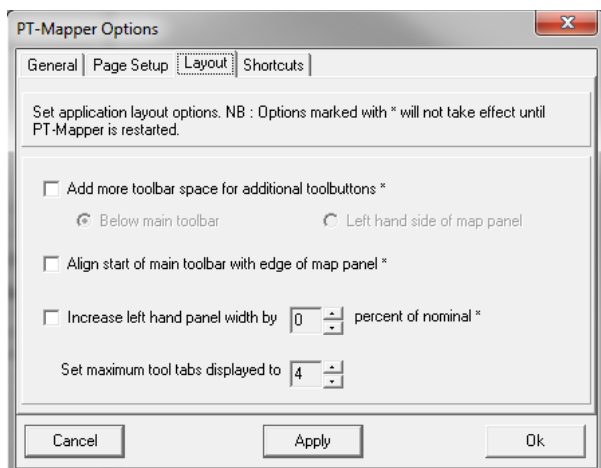 PT-Mapper Options
General Page Setup Layout Shortcuts
Set application layout options. NB : Options marked with * will not take effect until
PT-Mapper is restarted.
Add more toolbar space for additional toolbuttons *
Below main toolbar Left hand side of map panel
Align start of main toolbar with edge of map panel *
Increase left hand panel width by 0 percent of nominal *
Set maximum tool tabs displayed to 4
Cancel Apply Ok